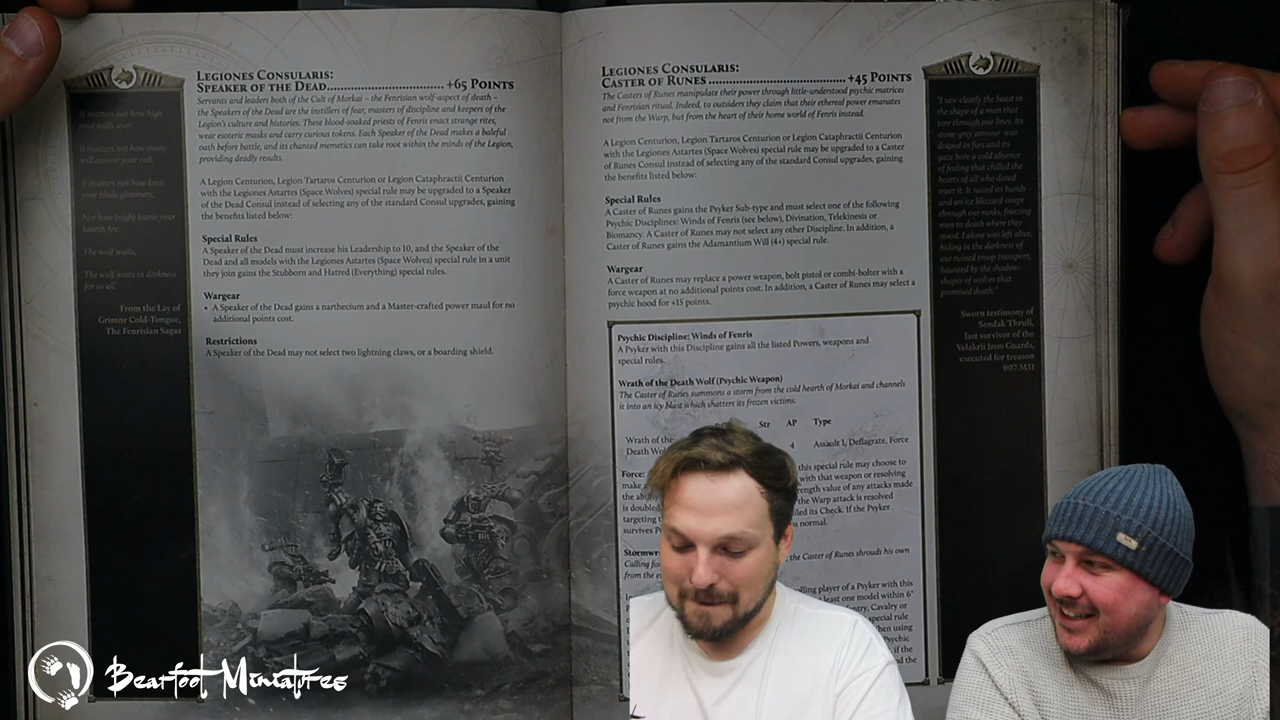 It matters not how high
your walls soar,
It matters not how many
will answer your call,
It matters not how keen
your blade glimmers,
Nor how bright burns your
hearth fire.
The wolf waits,
The wolf waits in darkness
for us all.'
From the Lay of
Grimnr Cold-Tongue,
The Fenrisian Sagas
LEGIONES CONSULARIS:
SPEAKER OF THE DEAD +65 POINTS
Servants and leaders both of the Cult of Morkai – the Fenrisian wolf-aspect of death –
the Speakers of the Dead are the instillers of fear, masters of discipline and keepers of the
Legion's culture and histories. These blood-soaked priests of Fenris enact strange rites,
wear esoteric masks and carry curious tokens. Each Speaker of the Dead makes a baleful
oath before battle, and its chanted memetics can take root within the minds of the Legion,
providing deadly results.
A Legion Centurion, Legion Tartaros Centurion or Legion Cataphractii Centurion
with the Legiones Astartes (Space Wolves) special rule may be upgraded to a Speaker
of the Dead Consul instead of selecting any of the standard Consul upgrades, gaining
the benefits listed below:
Special Rules
A Speaker of the Dead must increase his Leadership to 10, and the Speaker of the
Dead and all models with the Legiones Astartes (Space Wolves) special rule in a unit
they join gains the Stubborn and Hatred (Everything) special rules.
Wargear
• A Speaker of the Dead gains a narthecium and a Master-crafted power maul for no
additional points cost.
Restrictions
A Speaker of the Dead may not select two lightning claws, or a boarding shield.
LEGIONES CONSULARIS:
CASTER OF RUNES +45 POINTS
The Casters of Runes manipulate their power through little-understood psychic matrices
and Fenrisian ritual. Indeed, to outsiders they claim that their ethereal power emanates
not from the Warp, but from the heart of their home world of Fenris instead.
A Legion Centurion, Legion Tartaros Centurion or Legion Cataphractii Centurion
with the Legiones Astartes (Space Wolves) special rule may be upgraded to a Caster
of Runes Consul instead of selecting any of the standard Consul upgrades, gaining
the benefits listed below:
Special Rules
A Caster of Runes gains the Psyker Sub-type and must select one of the following
Psychic Disciplines: Winds of Fenris (see below), Divination, Telekinesis or
Biomancy. A Caster of Runes may not select any other Discipline. In addition, a
Caster of Runes gains the Adamantium Will (4+) special rule.
Wargear
A Caster of Runes may replace a power weapon, bolt pistol or combi-bolter with a
force weapon at no additional points cost. In addition, a Caster of Runes may select a
psychic hood for +15 points.
Psychic Discipline: Winds of Fenris
A Psyker with this Discipline gains all the listed Powers, weapons and
special rules.
Wrath of the Death Wolf (Psychic Weapon)
The Caster of Runes summons a storm from the cold hearth of Morkai and channels
it into an icy blast which shatters its frozen victims.
Str AP Type
Wrath of the 4 Assault 1, Deflagrate, Force
Death Wolf
Force: this special rule may choose to
make with that weapon or resolving
the value of any attacks made
is doubled the Warp attack is resolved
targeting its Check. If the Psyker
survives normal.
the Caster of Runes shrouds his own
from the
player of a Psyker with this
least one model within 6"
Cavalry or
special rule
when using
Psychic
if the
and the
"I saw clearly the beast in
the shape of a man that
tore through our lines. Its
stone-grey armour was
draped in furs and its
gaze bore a cold absence
of feeling that chilled the
hearts of all who dared
meet it. It raised its hands
and an ice blizzard swept
through our ranks, freezing
men to death where they
stood. I alone was left alive,
hiding in the darkness of
our ruined troop transport,
haunted by the shadow-
shapes of wolves that
promised death."
Sworn testimony of
Sendak Thrull,
last survivor of the
Velakrii Iron Guards,
executed for treason
007.M31
Bearfoot Miniatures